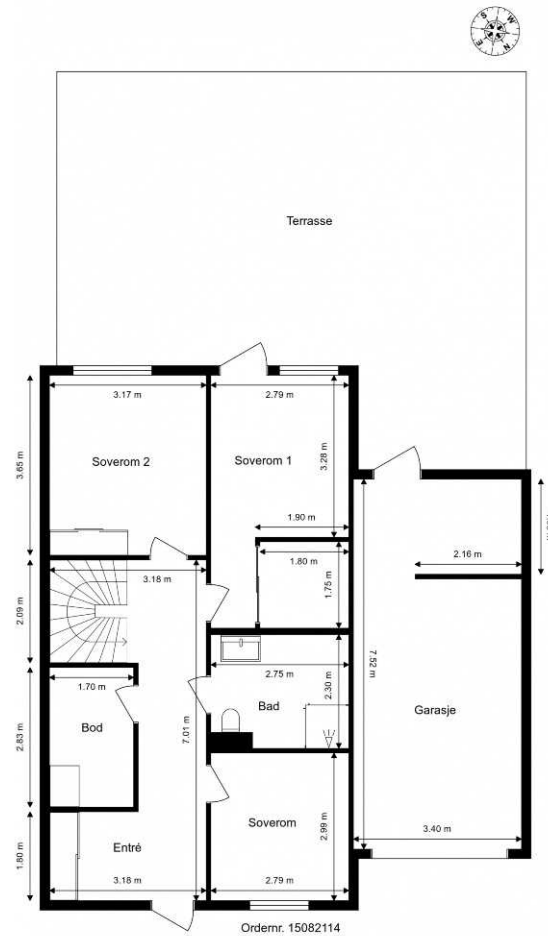 S
W
E
N
Terrasse
3.17 m
2.79 m
3.65 m
Soverom 2
Soverom 1
3.28 m
1.90 m
2.16 m
1.80 m
3.18 m
1.75 m
2.09 m
7.52 m
1.70 m
2.75 m
2.30 m
Bod
Bad
7.01 m
Garasje
2.83 m
Soverom
2.99 m
3.40 m
Entré
1.80 m
3.18 m
2.79 m
Ordernr. 15082114